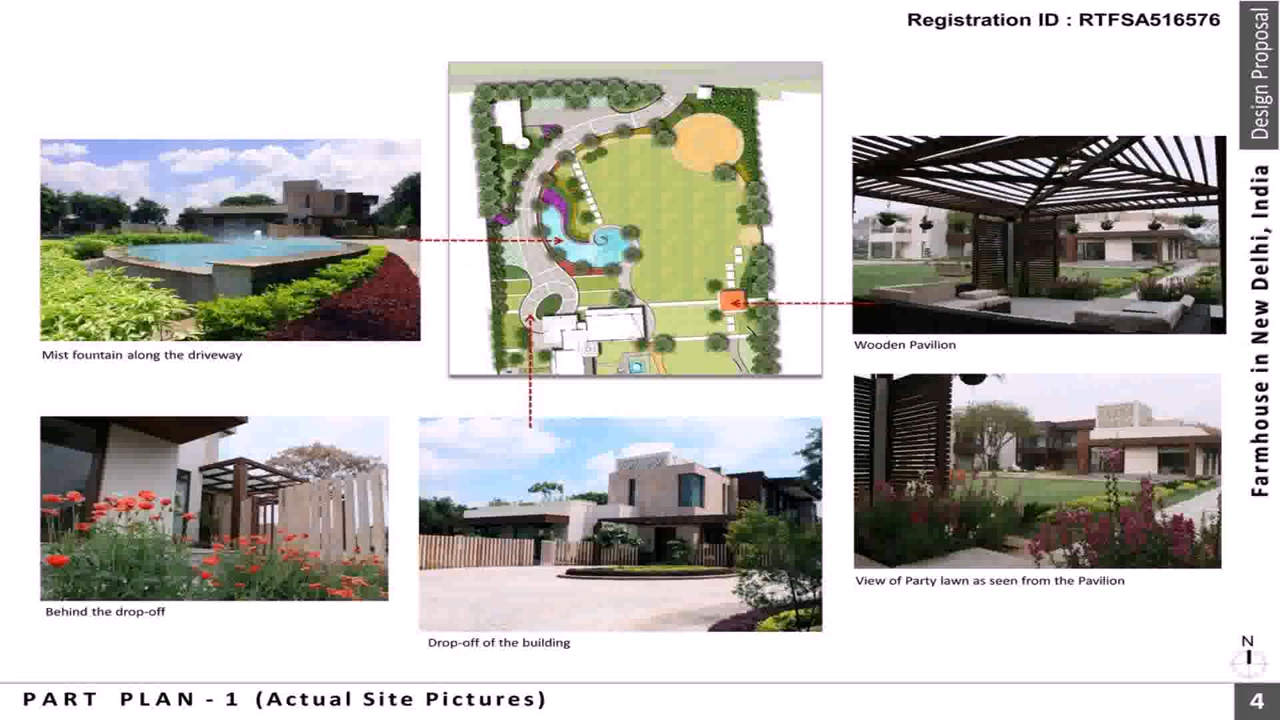 Registration ID : RTFSA516576
Design Proposal
Farmhouse in New Delhi, India
Mist fountain along the driveway
Wooden Pavilion
Behind the drop-off
Drop-off of the building
View of Party lawn as seen from the Pavilion
N
PART PLAN - 1 (Actual Site Pictures)
4